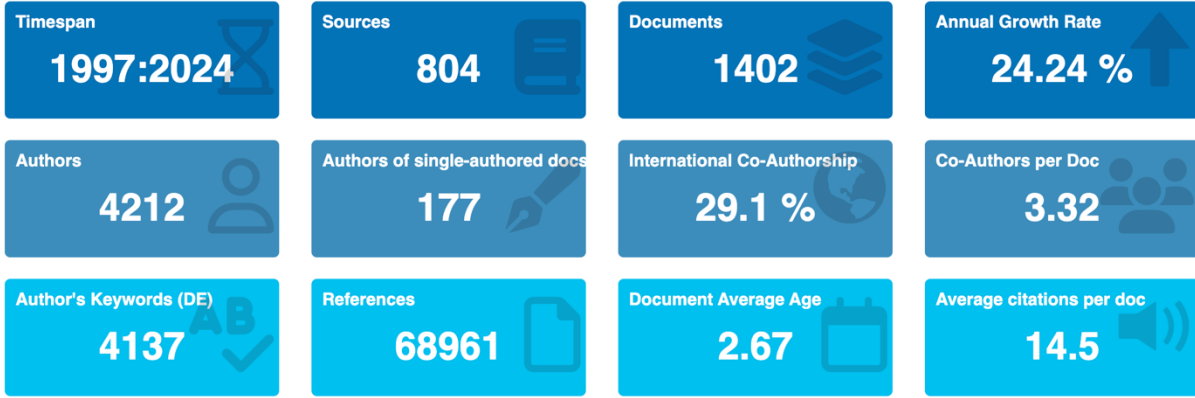 Timespan
1997:2024
Sources
804
Documents
1402
Annual Growth Rate
24.24 %
Authors
4212
Authors of single-authored docs
177
International Co-Authorship
29.1 %
Co-Authors per Doc
3.32
Author's Keywords (DE)
AB
4137
References
68961
Document Average Age
2.67
Average citations per doc
14.5